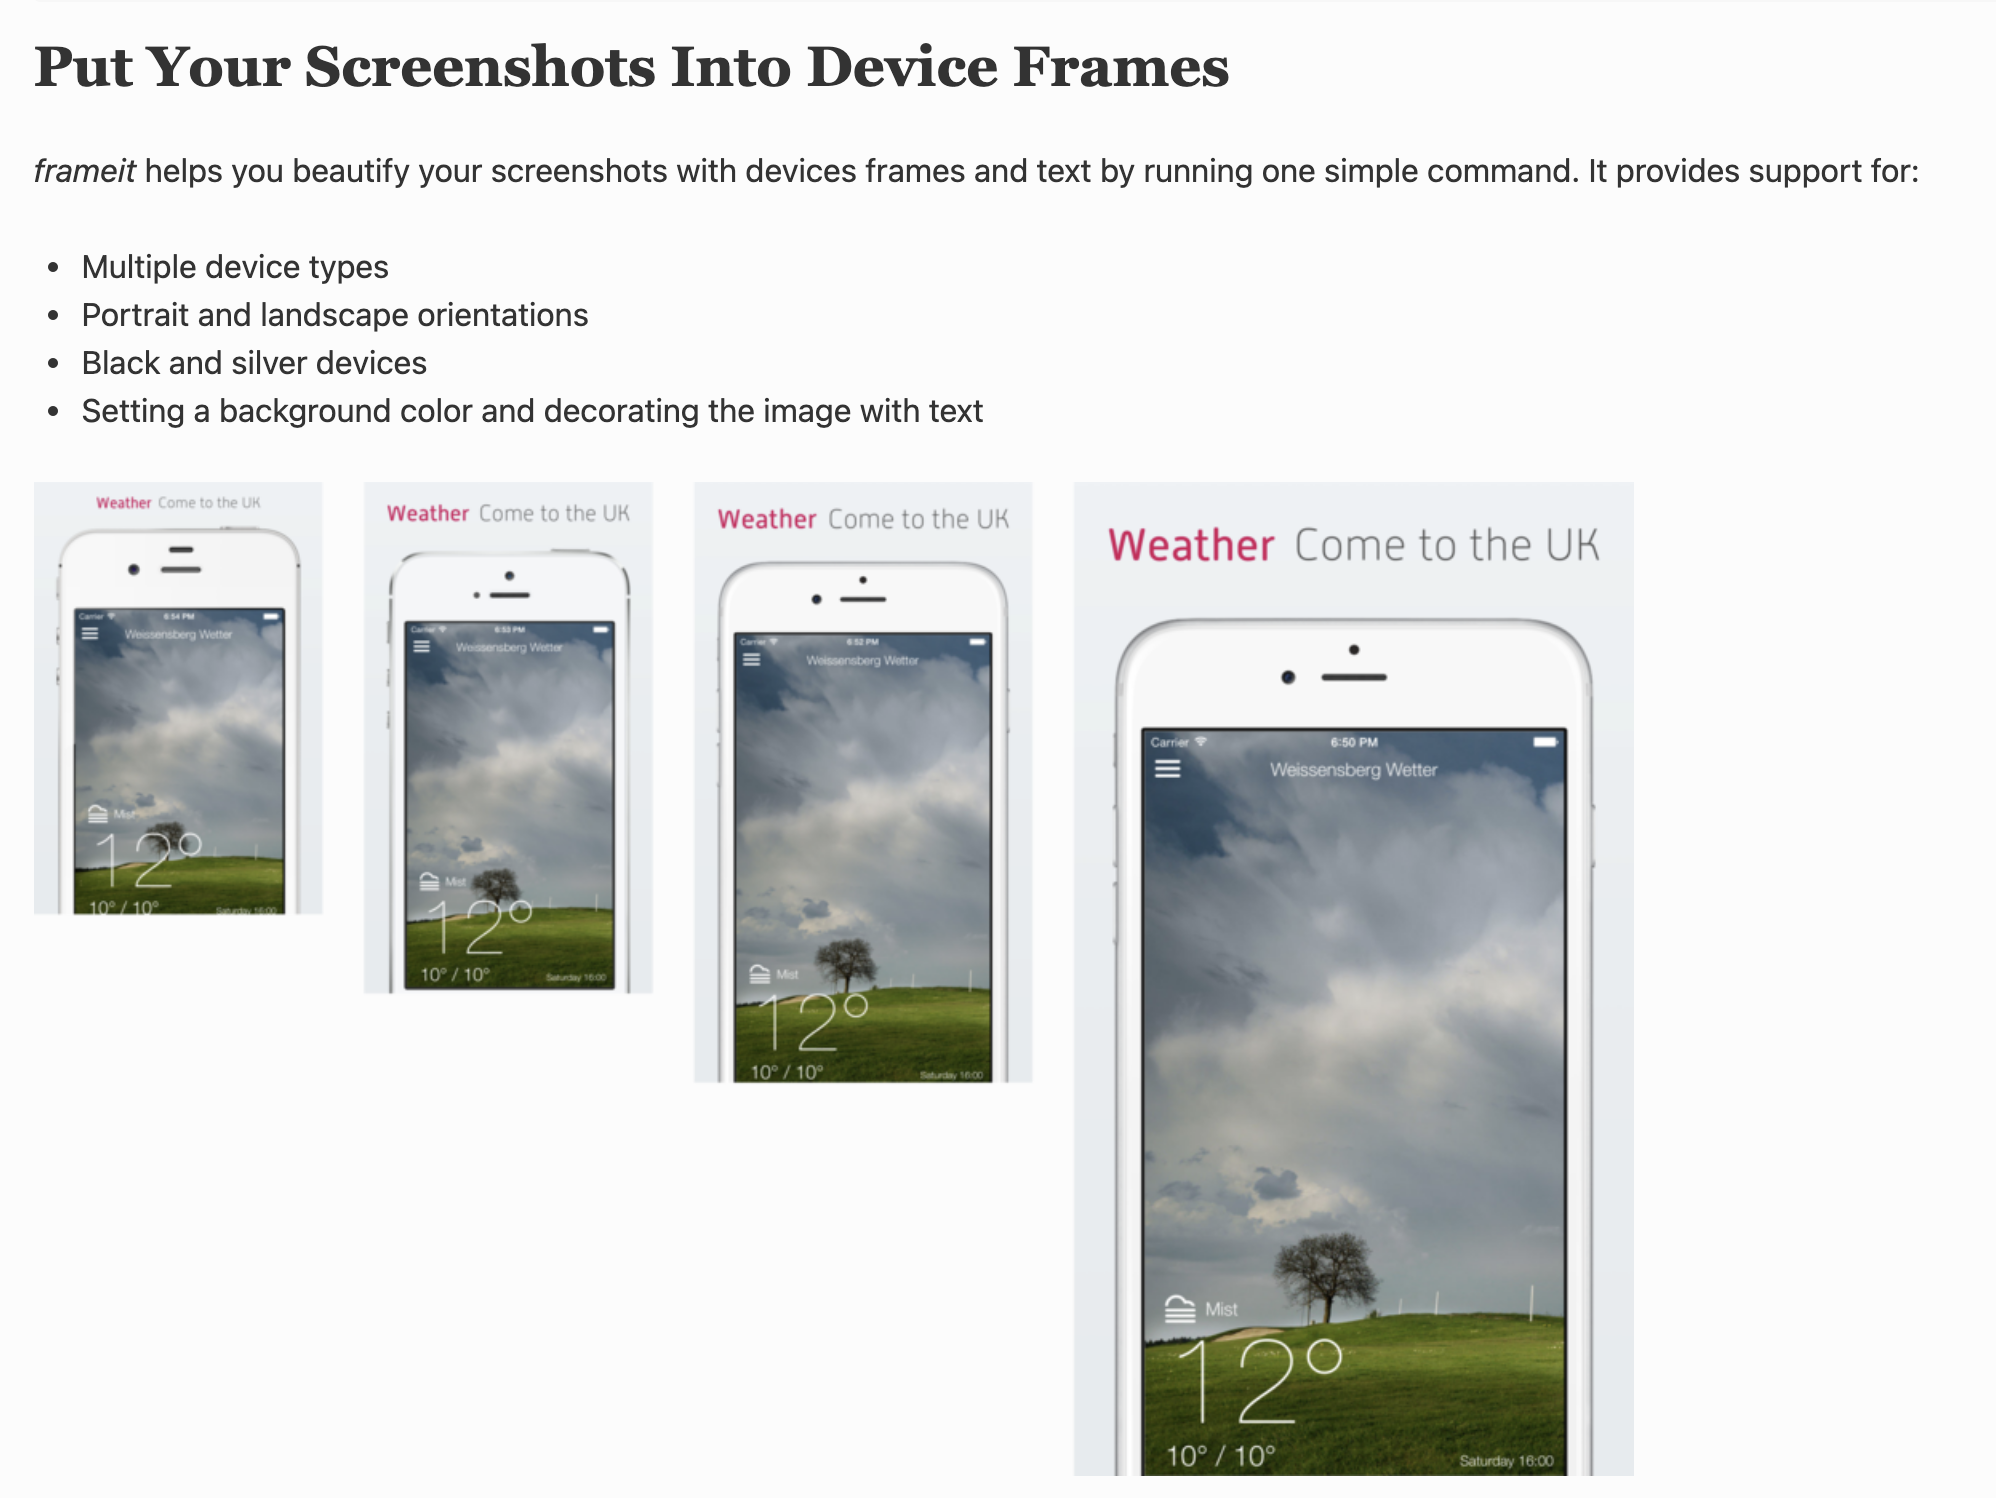 Put Your Screenshots Into Device Frames
frameit helps you beautify your screenshots with devices frames and text by running one simple command. It provides support for:
• Multiple device types
• Portrait and landscape orientations
• Black and silver devices
• Setting a background color and decorating the image with text
Weather Come to the UK
Carrier 6:54 PM
Weissensberg Wetter
Mist
12°
10° / 10° Saturday 16:00
Weather Come to the UK
Carrier 6:53 PM
Weissensberg Wetter
Mist
12°
10° / 10° Saturday 16:00
Weather Come to the UK
Carrier 6:52 PM
Weissensberg Wetter
Mist
12°
10° / 10° Saturday 16:00
Weather Come to the UK
Carrier 6:50 PM
Weissensberg Wetter
Mist
12°
10° / 10° Saturday 16:00